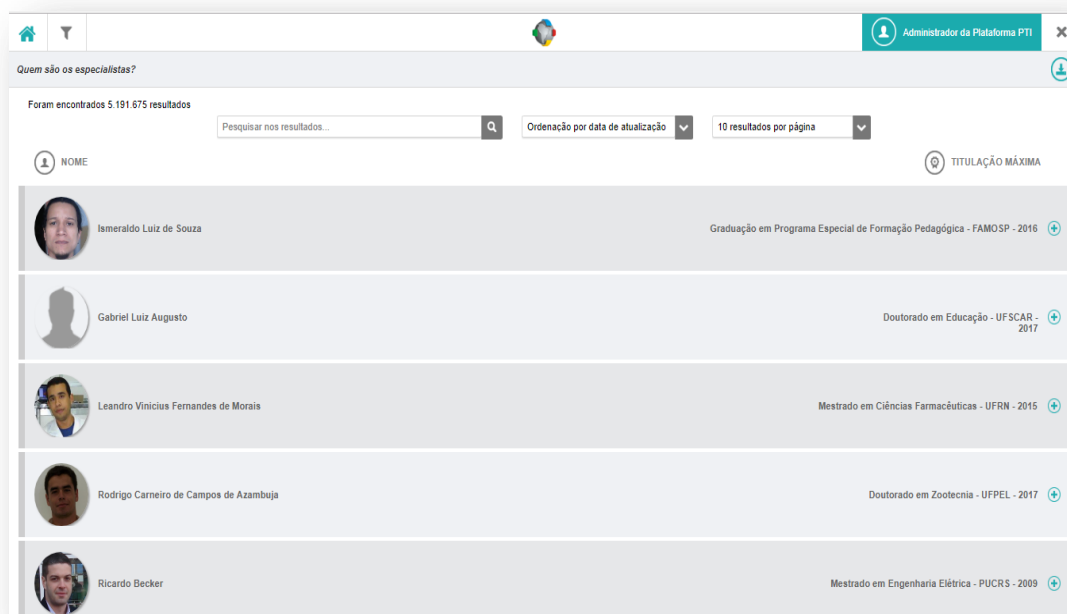 Administrador da Plataforma PTI
Quem são os especialistas?
Foram encontrados 5.191.675 resultados
Pesquisar nos resultados... Ordenação por data de atualização 10 resultados por página
NOME TITULAÇÃO MÁXIMA
Ismeraldo Luiz de Souza Graduação em Programa Especial de Formação Pedagógica - FAMOSP - 2016
Gabriel Luiz Augusto Doutorado em Educação - UFSCAR -
2017
Leandro Vinicius Fernandes de Morais Mestrado em Ciências Farmacêuticas - UFRN - 2015
Rodrigo Carneiro de Campos de Azambuja Doutorado em Zootecnia - UFPEL - 2017
Ricardo Becker Mestrado em Engenharia Elétrica - PUCRS - 2009